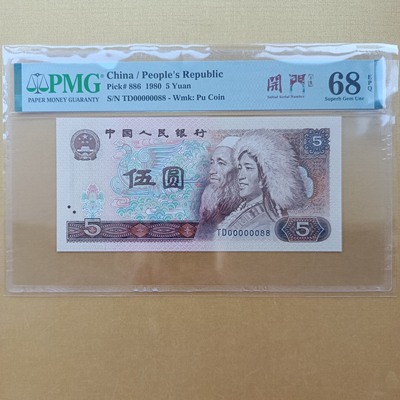 PMG
PAPER MONEY GUARANTY
China / People's Republic
Pick# 886 1980 5 Yuan
S/N TD00000088 - Wmk: Pu Coin
開門
68 EPQ
Superb Gem Unc
中国人民银行
5
伍圆
5
TD00000088
5